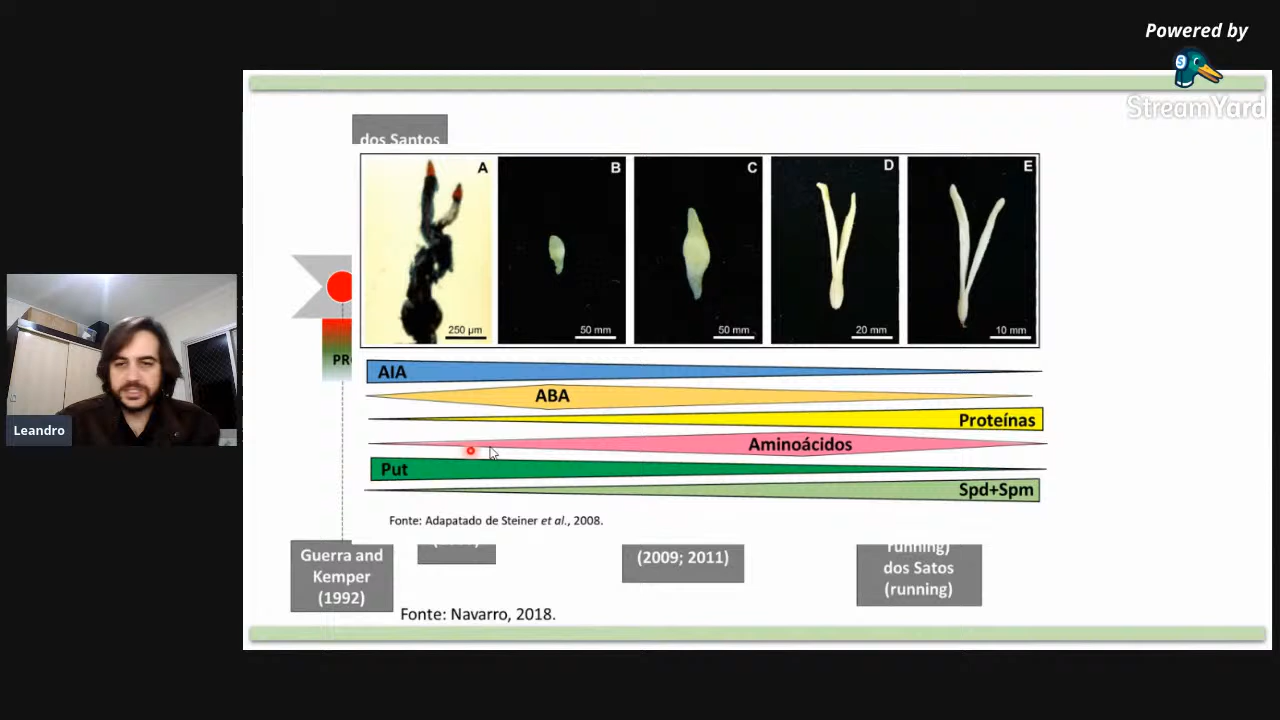 Powered by
StreamYard
dos Santos
A
B
C
D
E
250 µm
50 mm
50 mm
20 mm
10 mm
PR
AIA
ABA
Proteínas
Aminoácidos
Put
Spd+Spm
Leandro
Fonte: Adapatado de Steiner et al., 2008.
Guerra and
Kemper
(1992)
(2009; 2011)
running)
dos Satos
(running)
Fonte: Navarro, 2018.